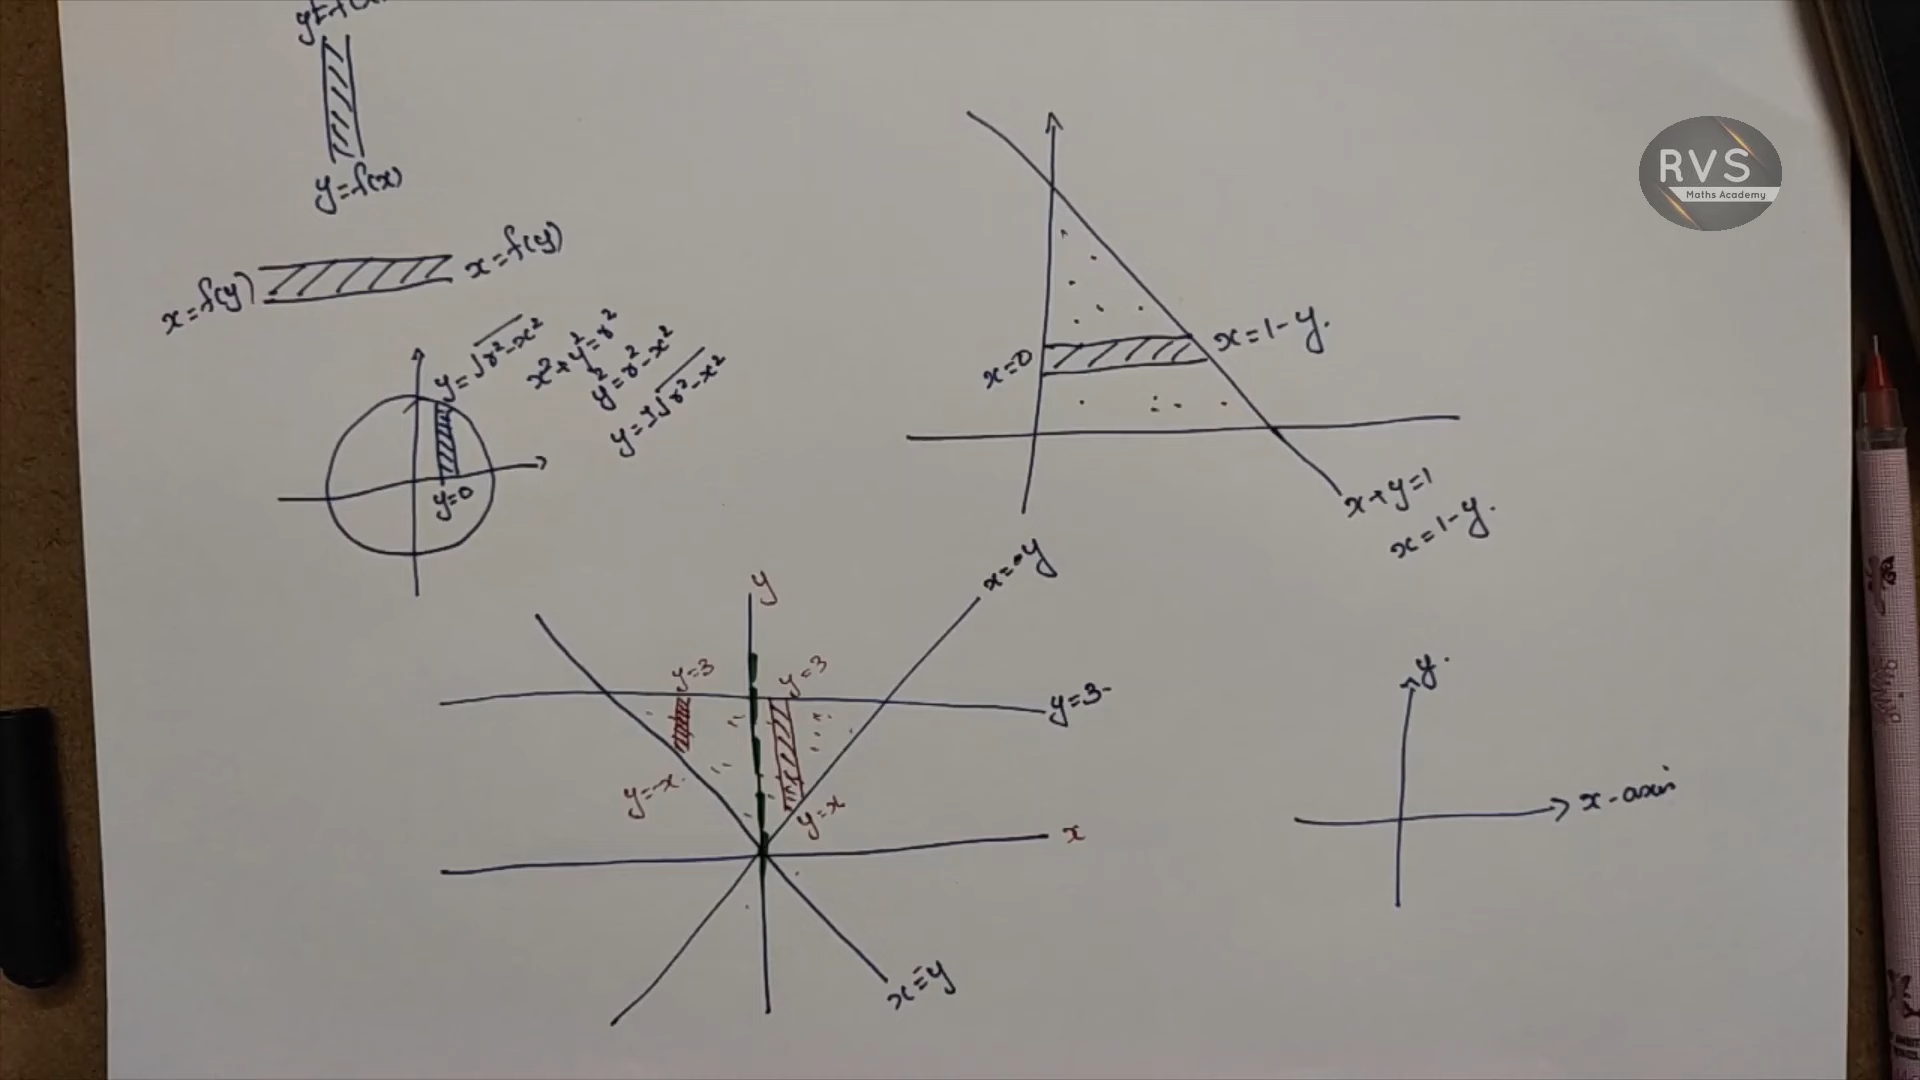 y=f(x)
x=f(y)
x=f(y)
y=√r²-x²
x²+y²=r²
y²=r²-x²
y=±√r²-x²
y=0
x=0
x=1-y.
x+y=1
x=1-y.
RVS
Maths Academy
y
x=y
y=3
y=3
y=3-
y=-x.
y=x
x
x=-y
y.
x-axis